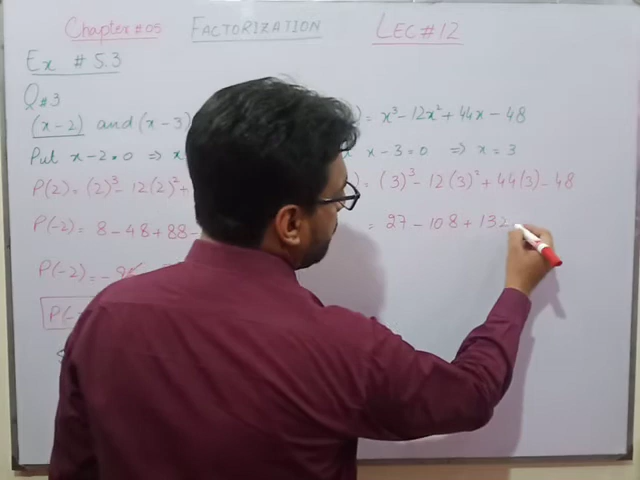 Chapter # 05 FACTORIZATION LEC # 12
Ex # 5.3
Q # 3
(x-2) and (x-3) ) = x³ - 12x² + 44x - 48
Put x-2=0 ⇒ x x-3=0 ⇒ x=3
P(2) = (2)³ - 12(2)² + ) = (3)³ - 12(3)² + 44(3) - 48
P(-2) = 8 - 48 + 88 - = 27 - 108 + 132
P(-2) = - 96
P(-